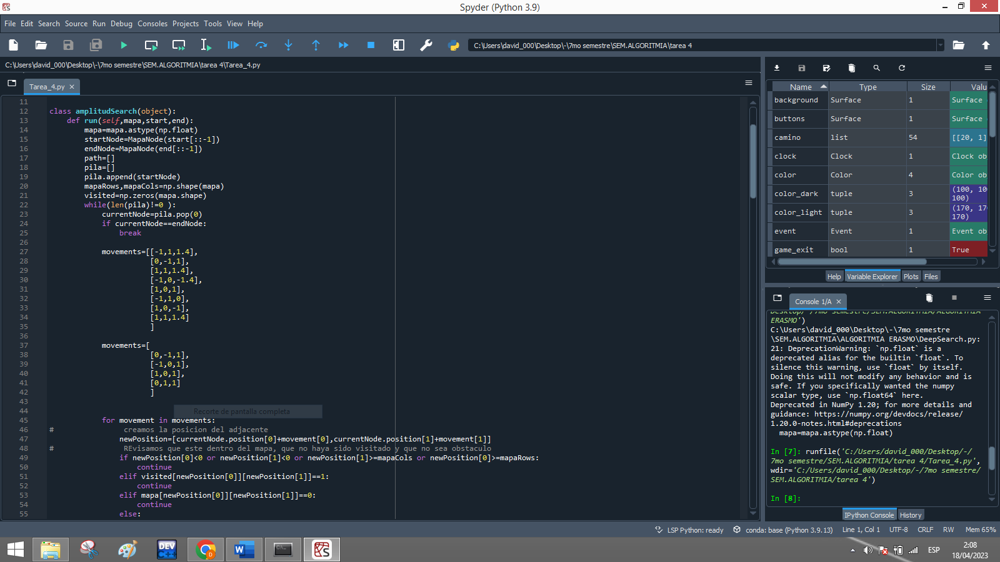 Spyder (Python 3.9)
File Edit Search Source Run Debug Consoles Projects Tools View Help
C:\Users\david_000\Desktop\-\7mo semestre\SEM.ALGORITMIA\tarea 4
C:\Users\david_000\Desktop\-\7mo semestre\SEM.ALGORITMIA\tarea 4\Tarea_4.py
Tarea_4.py
11
12 class amplitudSearch(object):
13 def run(self,mapa,start,end):
14 mapa=mapa.astype(np.float)
15 startNode=MapaNode(start[::-1])
16 endNode=MapaNode(end[::-1])
17 path=[]
18 pila=[]
19 pila.append(startNode)
20 mapaRows,mapaCols=np.shape(mapa)
21 visited=np.zeros(mapa.shape)
22 while(len(pila)!=0 ):
23 currentNode=pila.pop(0)
24 if currentNode==endNode:
25 break
26
27 movements=[[-1,1,1.4],
28 [0,-1,1],
29 [1,1,1.4],
30 [-1,0,-1.4],
31 [1,0,1],
32 [-1,1,0],
33 [1,0,-1],
34 [1,1,1.4]
35 ]
36
37 movements=[
38 [0,-1,1],
39 [-1,0,1],
40 [1,0,1],
41 [0,1,1]
42 ]
43
44
Recorte de pantalla completa
45 for movement in movements:
46 # creamos la posicion del adjacente
47 newPosition=[currentNode.position[0]+movement[0],currentNode.position[1]+movement[1]]
48 # REvisamos que este dentro del mapa, que no haya sido visitado y que no sea obstaculo
49 if newPosition[0]<0 or newPosition[1]<0 or newPosition[1]>=mapaCols or newPosition[0]>=mapaRows:
50 continue
51 elif visited[newPosition[0]][newPosition[1]]==1:
52 continue
53 elif mapa[newPosition[0]][newPosition[1]]==0:
54 continue
55 else:
Name Type Size Valu
background Surface 1 Surface
buttons Surface 1 Surface
camino list 54 [[20, 1]
clock Clock 1 Clock ob
color Color 4 Color ob
color_dark tuple 3 (100, 10
100)
color_light tuple 3 (170, 17
170)
event Event 1 Event ob
game_exit bool 1 True
Help Variable Explorer Plots Files
Console 1/A
Desktop/-/7mo semestre/SEM.ALGORITMIA/ALGORITMIA
ERASMO')
C:\Users\david_000\Desktop\-\7mo semestre
\SEM.ALGORITMIA\ALGORITMIA ERASMO\DeepSearch.py:
21: DeprecationWarning: `np.float` is a
deprecated alias for the builtin `float`. To
silence this warning, use `float` by itself.
Doing this will not modify any behavior and is
safe. If you specifically wanted the numpy
scalar type, use `np.float64` here.
Deprecated in NumPy 1.20; for more details and
guidance: https://numpy.org/devdocs/release/
1.20.0-notes.html#deprecations
mapa=mapa.astype(np.float)
In [7]: runfile('C:/Users/david_000/Desktop/-/
7mo semestre/SEM.ALGORITMIA/tarea 4/Tarea_4.py',
wdir='C:/Users/david_000/Desktop/-/7mo semestre/
SEM.ALGORITMIA/tarea 4')
In [8]:
IPython Console History
LSP Python: ready conda: base (Python 3.9.13) Line 1, Col 1 UTF-8 CRLF RW Mem 65%
DEV C++
ESP
2:08
18/04/2023